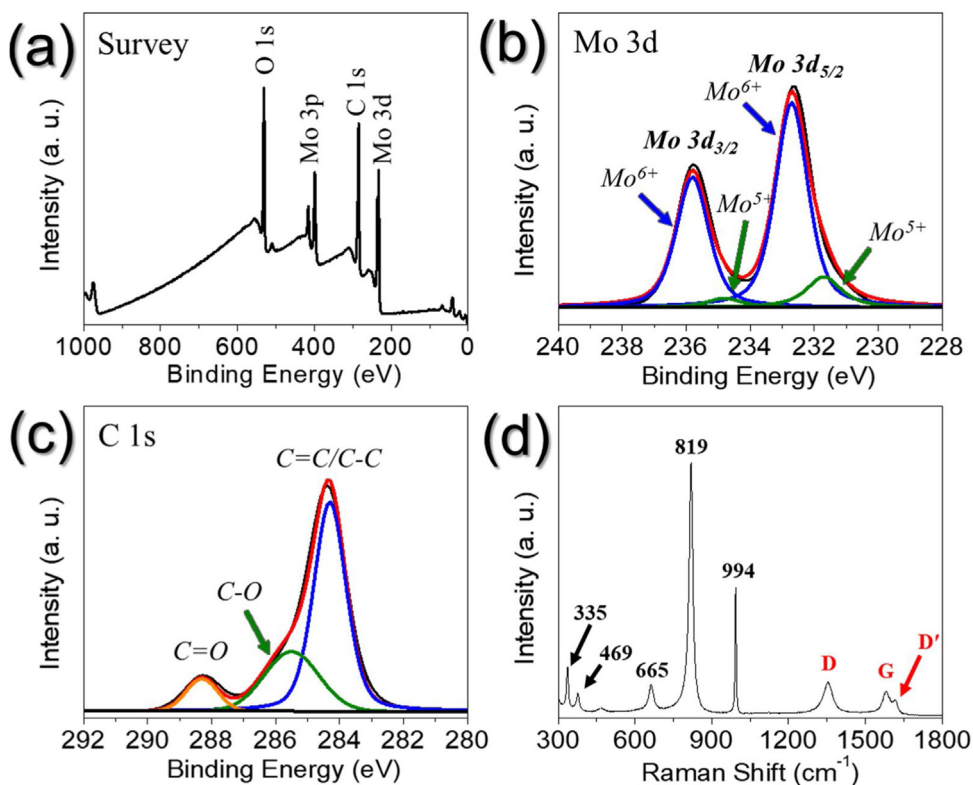 (a)
Survey
O 1s
Mo 3p
C 1s
Mo 3d
Intensity (a. u.)
1000 800 600 400 200 0
Binding Energy (eV)
(b)
Mo 3d
Mo 3d5/2
Mo6+
Mo 3d3/2
Mo6+
Mo5+
Mo5+
Intensity (a. u.)
240 238 236 234 232 230 228
Binding Energy (eV)
(c)
C 1s
C=C/C-C
C-O
C=O
Intensity (a. u.)
292 290 288 286 284 282 280
Binding Energy (eV)
(d)
819
994
335
469
665
D
G
D′
Intensity (a. u.)
300 600 900 1200 1500 1800
Raman Shift (cm-1)